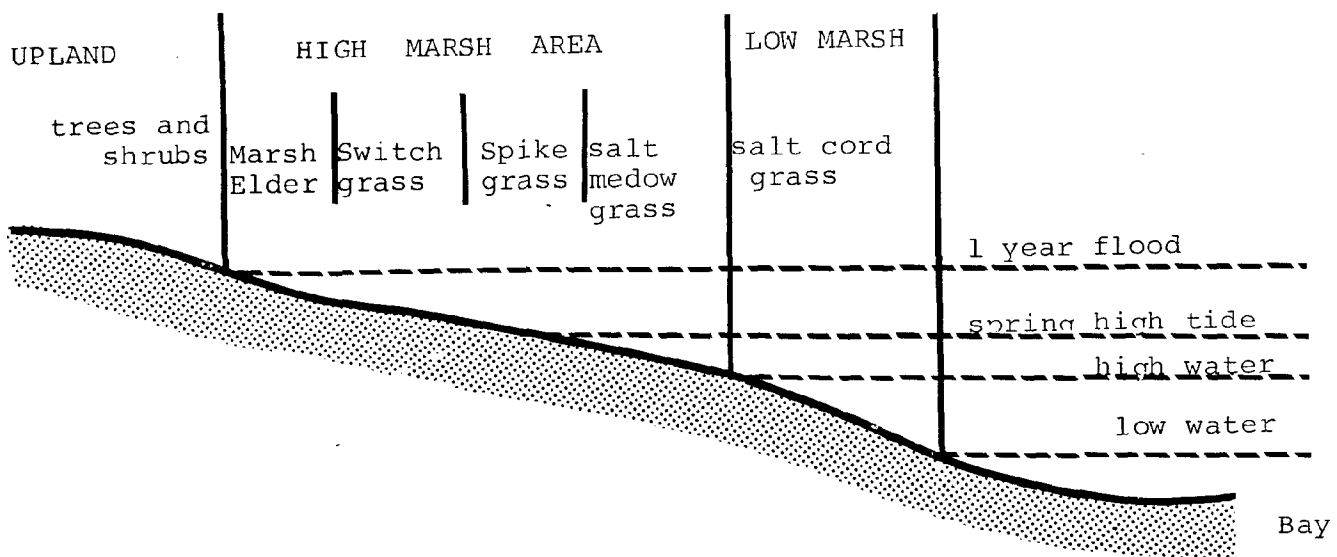 UPLAND
HIGH MARSH AREA
LOW MARSH
trees and
shrubs
Marsh
Elder
Switch
grass
Spike
grass
salt
medow
grass
salt cord
grass
1 year flood
spring high tide
high water
low water
Bay